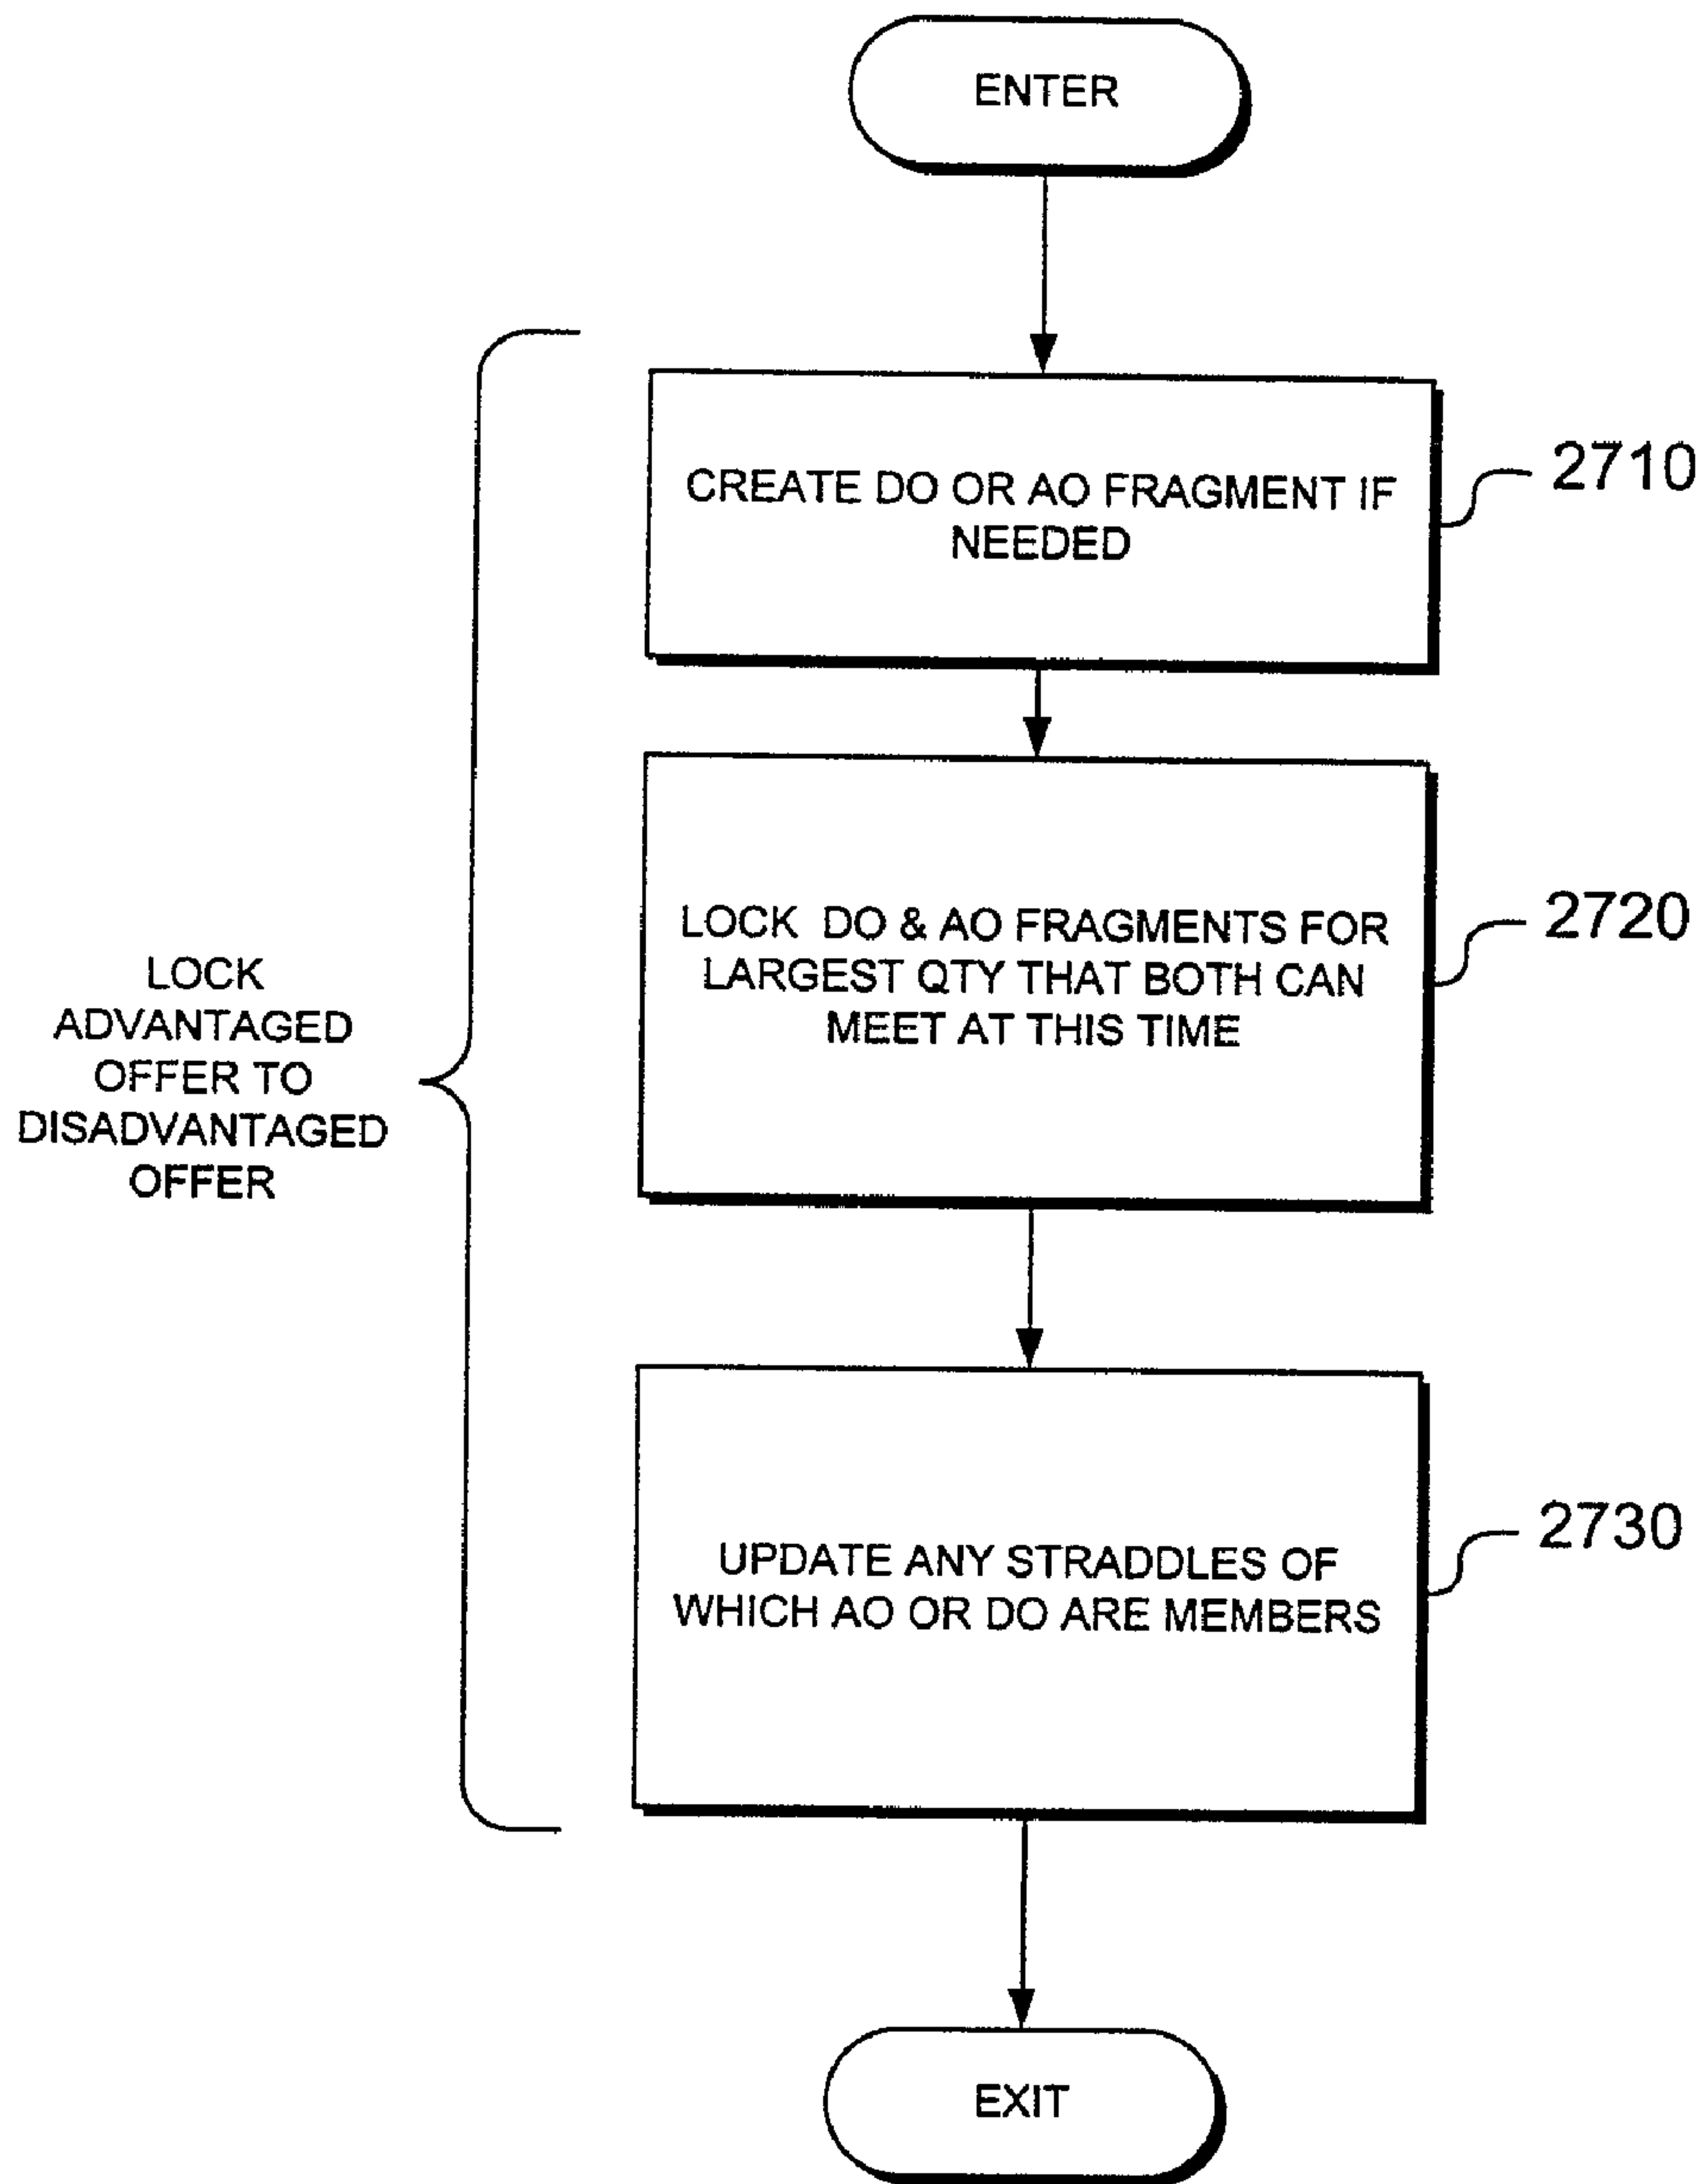 ENTER
CREATE DO OR AO FRAGMENT IF
NEEDED
2710
LOCK DO & AO FRAGMENTS FOR
LARGEST QTY THAT BOTH CAN
MEET AT THIS TIME
2720
LOCK
ADVANTAGED
OFFER TO
DISADVANTAGED
OFFER
UPDATE ANY STRADDLES OF
WHICH AO OR DO ARE MEMBERS
2730
EXIT